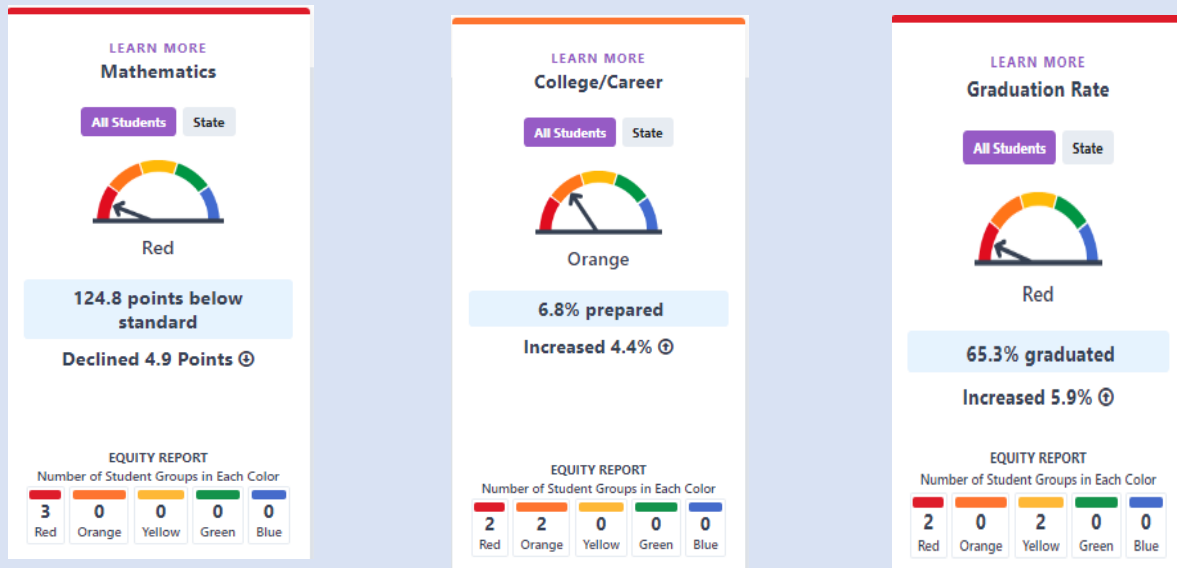 LEARN MORE
Mathematics
All Students State
Red
124.8 points below
standard
Declined 4.9 Points
EQUITY REPORT
Number of Student Groups in Each Color
3 0 0 0 0
Red Orange Yellow Green Blue
LEARN MORE
College/Career
All Students State
Orange
6.8% prepared
Increased 4.4%
EQUITY REPORT
Number of Student Groups in Each Color
2 2 0 0 0
Red Orange Yellow Green Blue
LEARN MORE
Graduation Rate
All Students State
Red
65.3% graduated
Increased 5.9%
EQUITY REPORT
Number of Student Groups in Each Color
2 0 2 0 0
Red Orange Yellow Green Blue